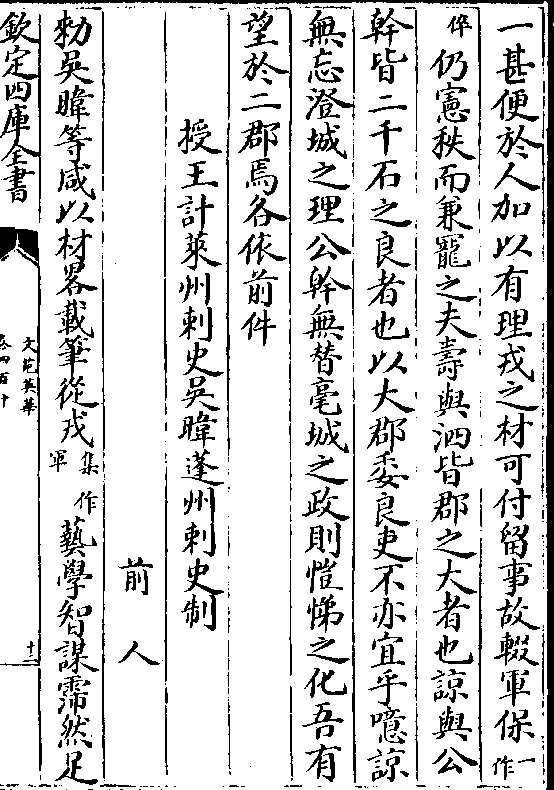 一甚便於人加以有理戎之材可付留事故輟軍保一作
倅仍憲秩而兼寵之夫壽與泗皆郡之大者也諒與公
幹皆二千石之良者也以大郡委良吏不亦宜乎噫諒
無忘澄城之理公幹無替亳城之政則愷悌之化吾有
望於二郡焉各依前件
授王計萊州刺史吳暐蓬州刺史制
前人
勑吳暐等咸以材畧載筆從戎集作軍藝學智謀霈然足
欽定四庫全書
文苑英華
卷四百十
十三